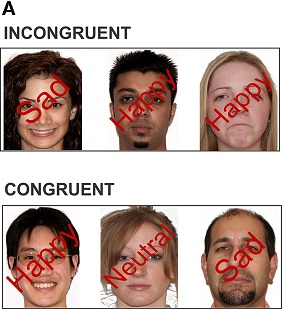 A
INCONGRUENT
Sad
Happy
Happy
CONGRUENT
Happy
Neutral
Sad